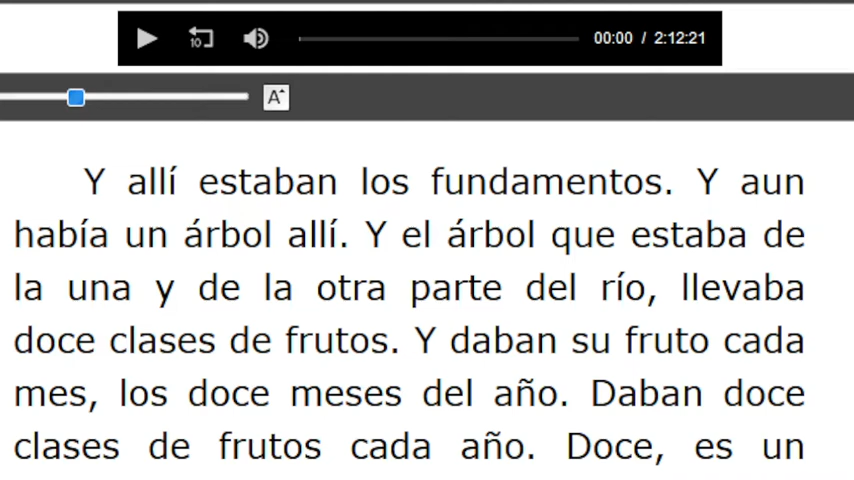 00:00 / 2:12:21
10
A
Y allí estaban los fundamentos. Y aun
había un árbol allí. Y el árbol que estaba de
la una y de la otra parte del río, llevaba
doce clases de frutos. Y daban su fruto cada
mes, los doce meses del año. Daban doce
clases de frutos cada año. Doce, es un